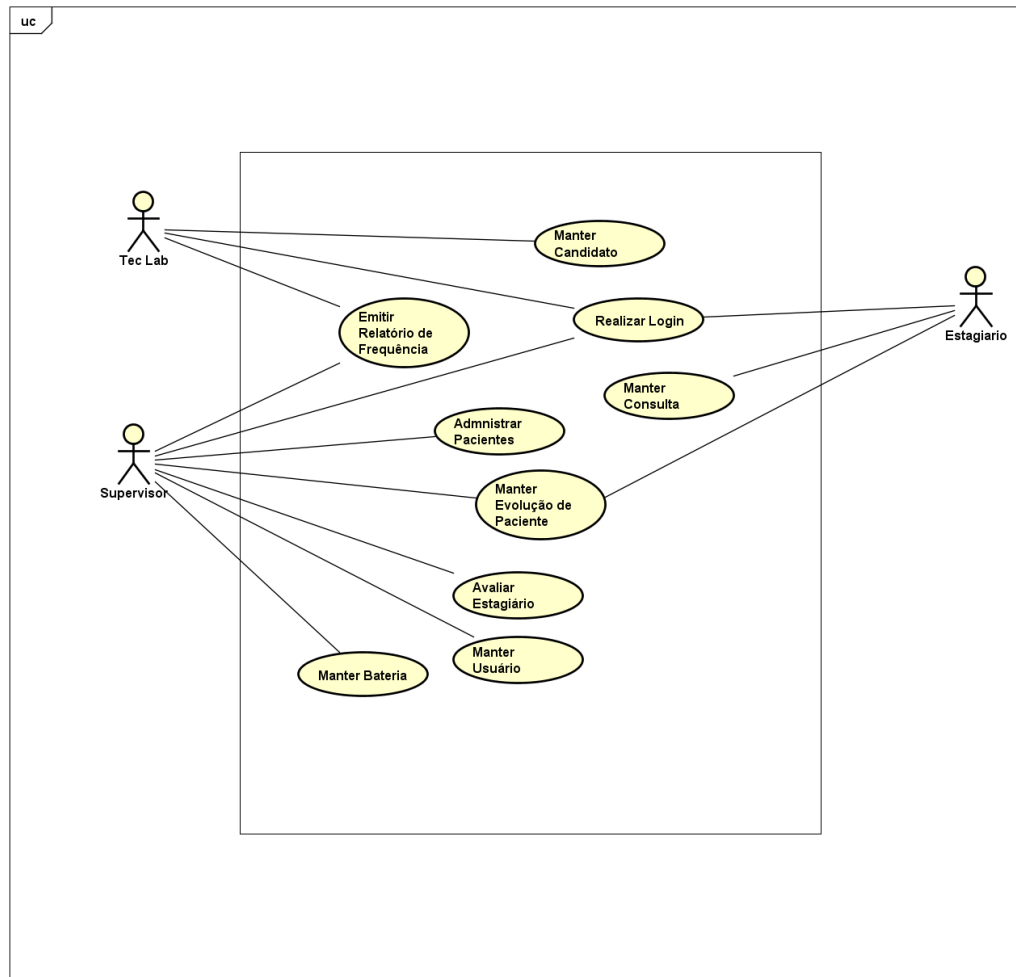 uc
Manter
Candidato
Tec Lab
Emitir
Relatório de
Frequência
Realizar Login
Estagiario
Manter
Consulta
Admnistrar
Pacientes
Supervisor
Manter
Evolução de
Paciente
Avaliar
Estagiário
Manter
Usuário
Manter Bateria